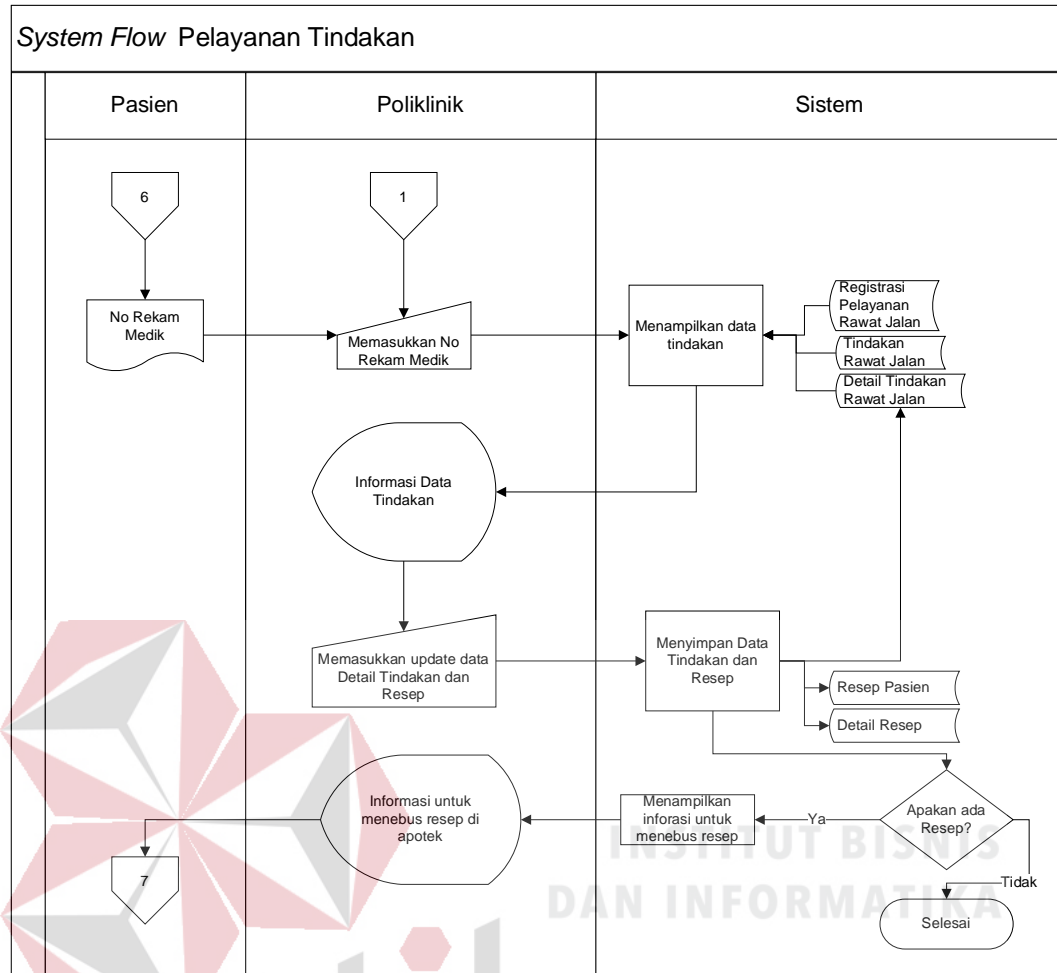 System Flow Pelayanan Tindakan
Pasien
Poliklinik
Sistem
6
1
No Rekam
Medik
Memasukkan No
Rekam Medik
Menampilkan data
tindakan
Registrasi
Pelayanan
Rawat Jalan
Tindakan
Rawat Jalan
Detail Tindakan
Rawat Jalan
Informasi Data
Tindakan
Memasukkan update data
Detail Tindakan dan
Resep
Menyimpan Data
Tindakan dan
Resep
Resep Pasien
Detail Resep
Informasi untuk
menebus resep di
apotek
Menampilkan
inforasi untuk
menebus resep
Ya
Apakan ada
Resep?
Tidak
7
Selesai
INSTITUT BISNIS
DAN INFORMATIKA